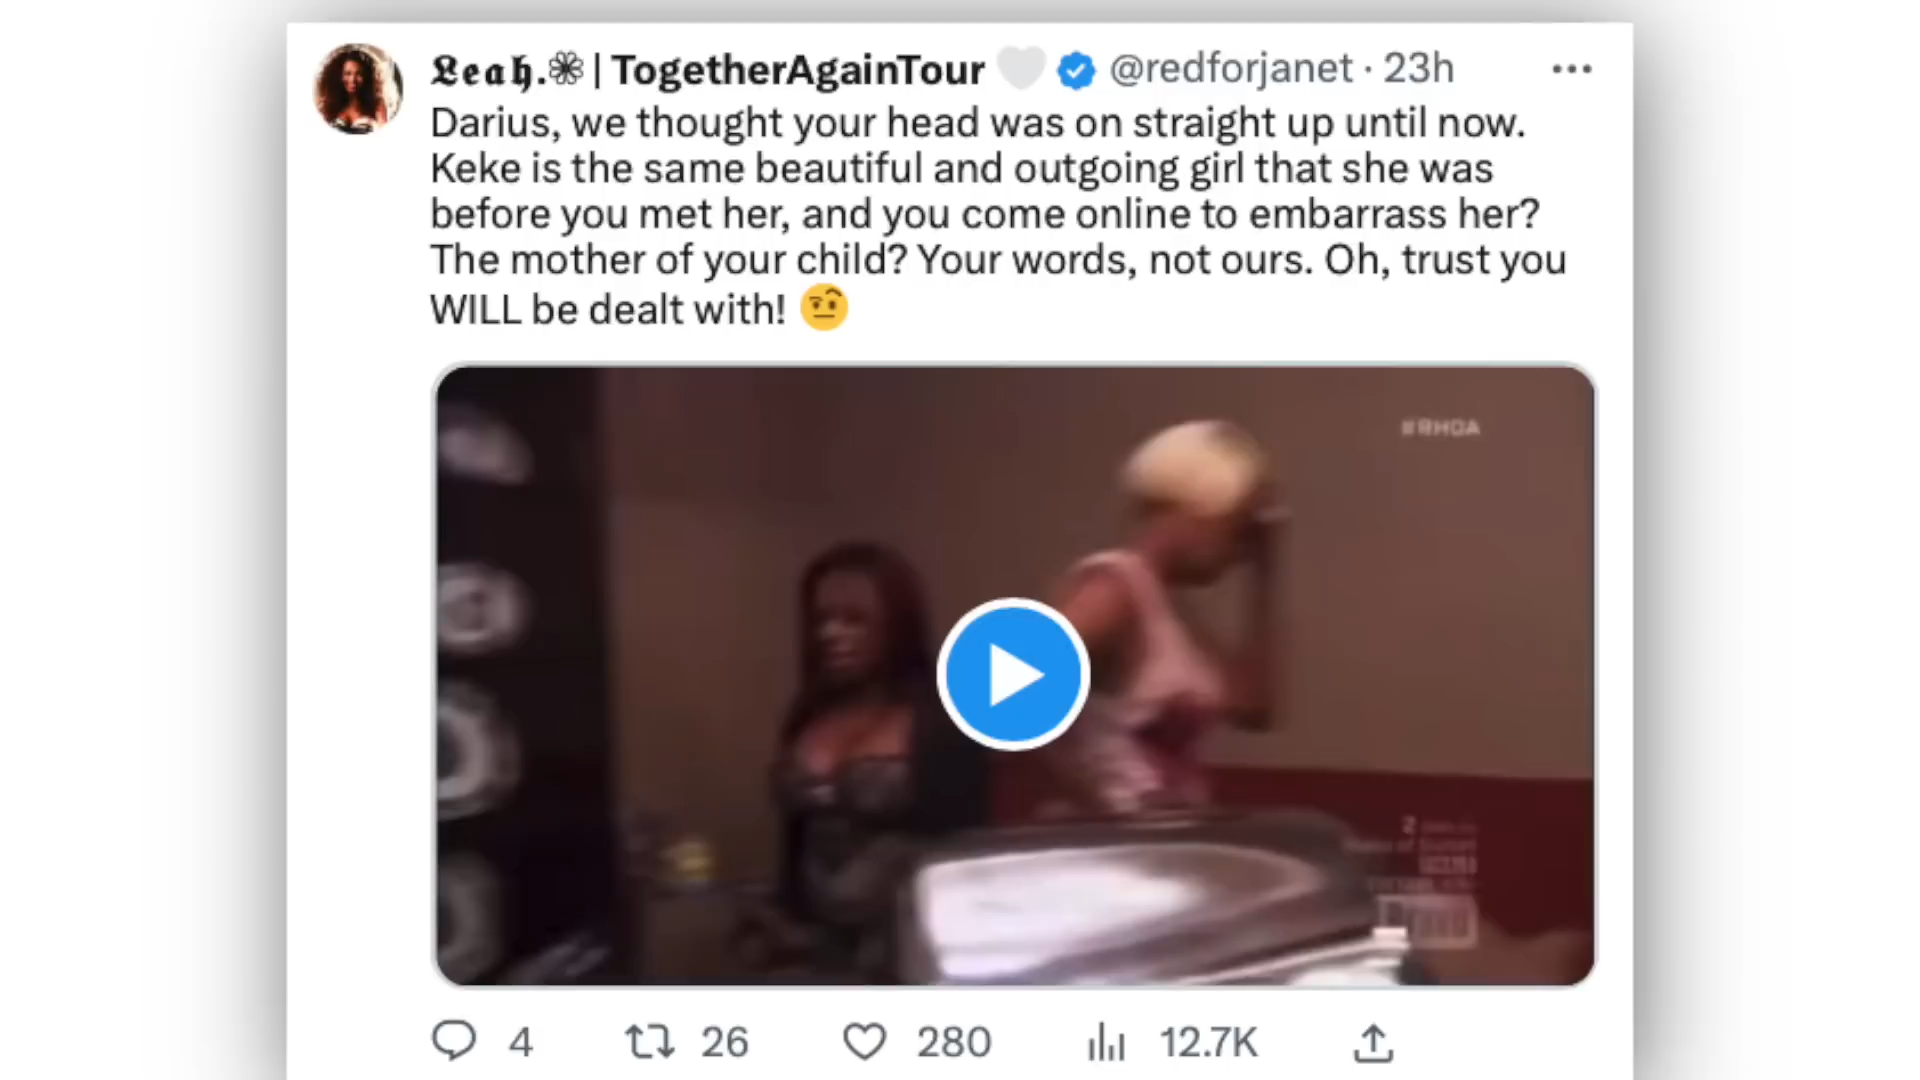 𝕷𝖊𝖆𝖍.❀ | TogetherAgainTour 🤍 @redforjanet · 23h
Darius, we thought your head was on straight up until now.
Keke is the same beautiful and outgoing girl that she was
before you met her, and you come online to embarrass her?
The mother of your child? Your words, not ours. Oh, trust you
WILL be dealt with! 🤨
#RHOA
4 26 280 12.7K